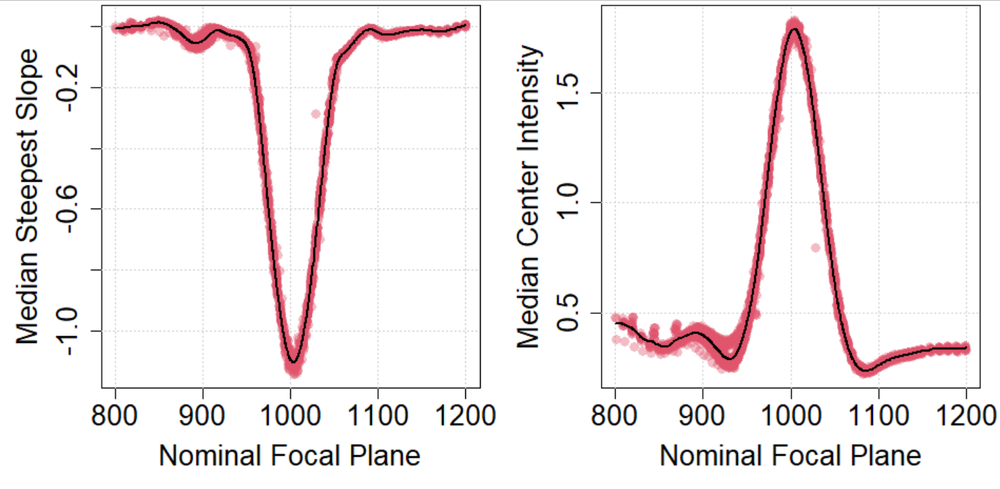 Median Steepest Slope
-0.2
-0.6
-1.0
800 900 1000 1100 1200
Nominal Focal Plane
Median Center Intensity
1.5
1.0
0.5
800 900 1000 1100 1200
Nominal Focal Plane